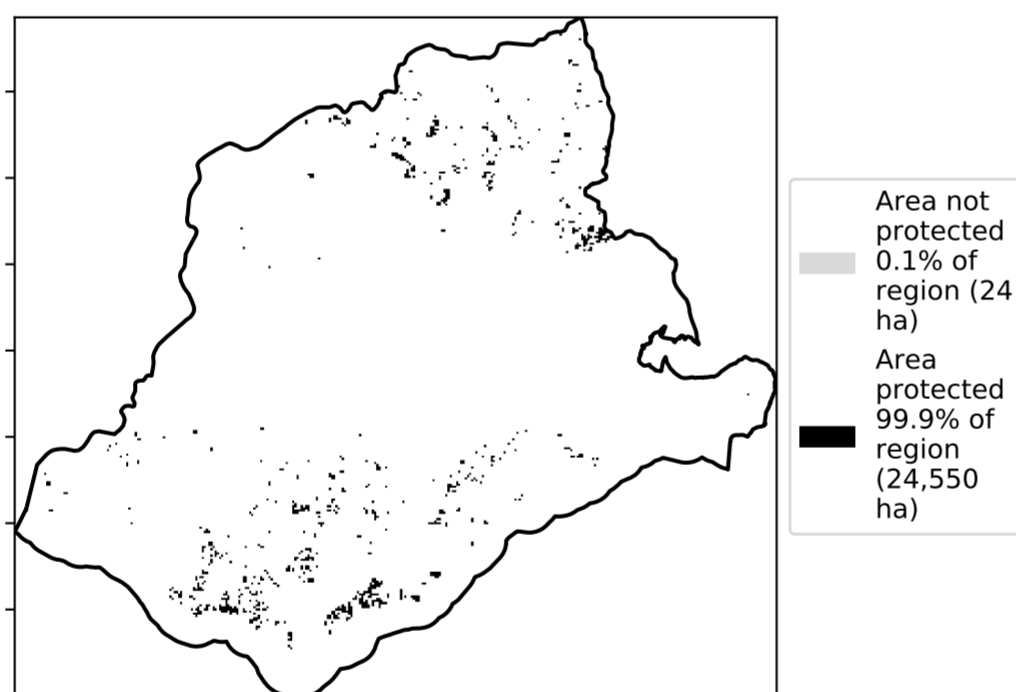 Area not
protected
0.1% of
region (24
ha)
Area
protected
99.9% of
region
(24,550
ha)